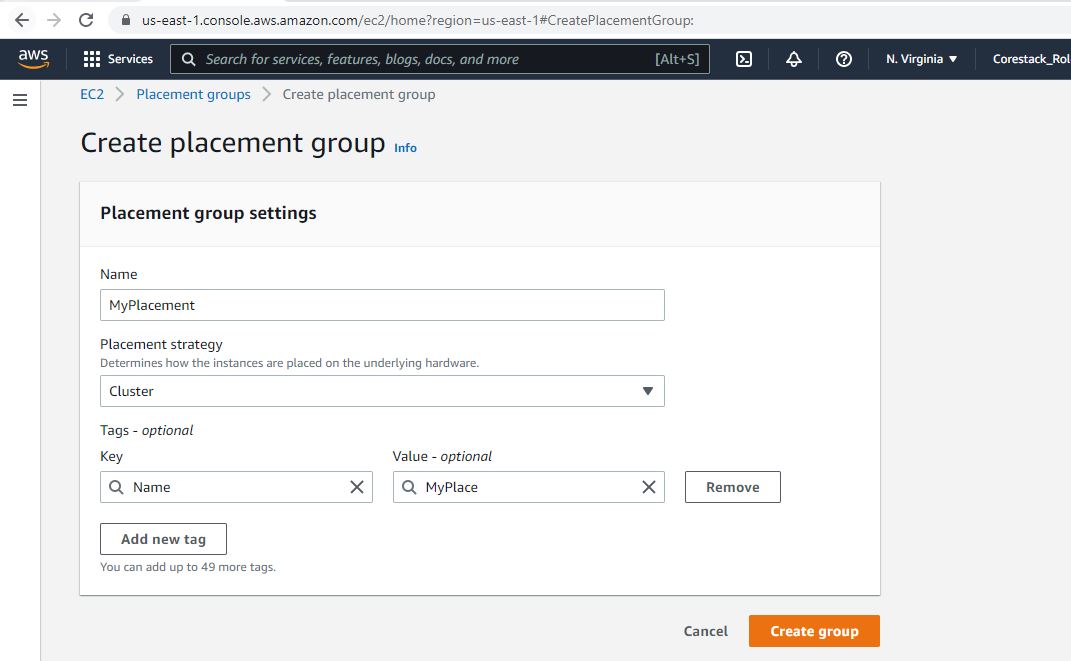 us-east-1.console.aws.amazon.com/ec2/home?region=us-east-1#CreatePlacementGroup:
aws Services Search for services, features, blogs, docs, and more [Alt+S] N. Virginia Corestack_Rol
EC2 Placement groups Create placement group
Create placement group Info
Placement group settings
Name
MyPlacement
Placement strategy
Determines how the instances are placed on the underlying hardware.
Cluster
Tags - optional
Key Value - optional
Name MyPlace Remove
Add new tag
You can add up to 49 more tags.
Cancel Create group